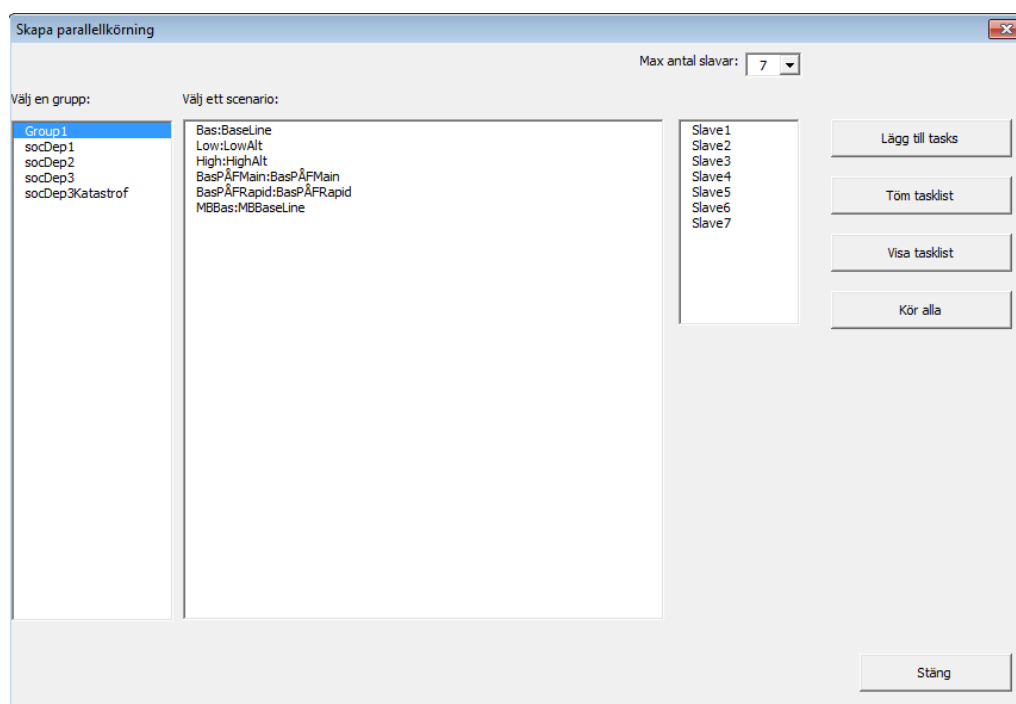 Skapa parallellkörning
Max antal slavar: 7
Välj en grupp:
Välj ett scenario:
Group1
socDep1
socDep2
socDep3
socDep3Katastrof
Bas:BaseLine
Low:LowAlt
High:HighAlt
BasPÅFMain:BasPÅFMain
BasPÅFRapid:BasPÅFRapid
MBBas:MBBaseLine
Slave1
Slave2
Slave3
Slave4
Slave5
Slave6
Slave7
Lägg till tasks
Töm tasklist
Visa tasklist
Kör alla
Stäng